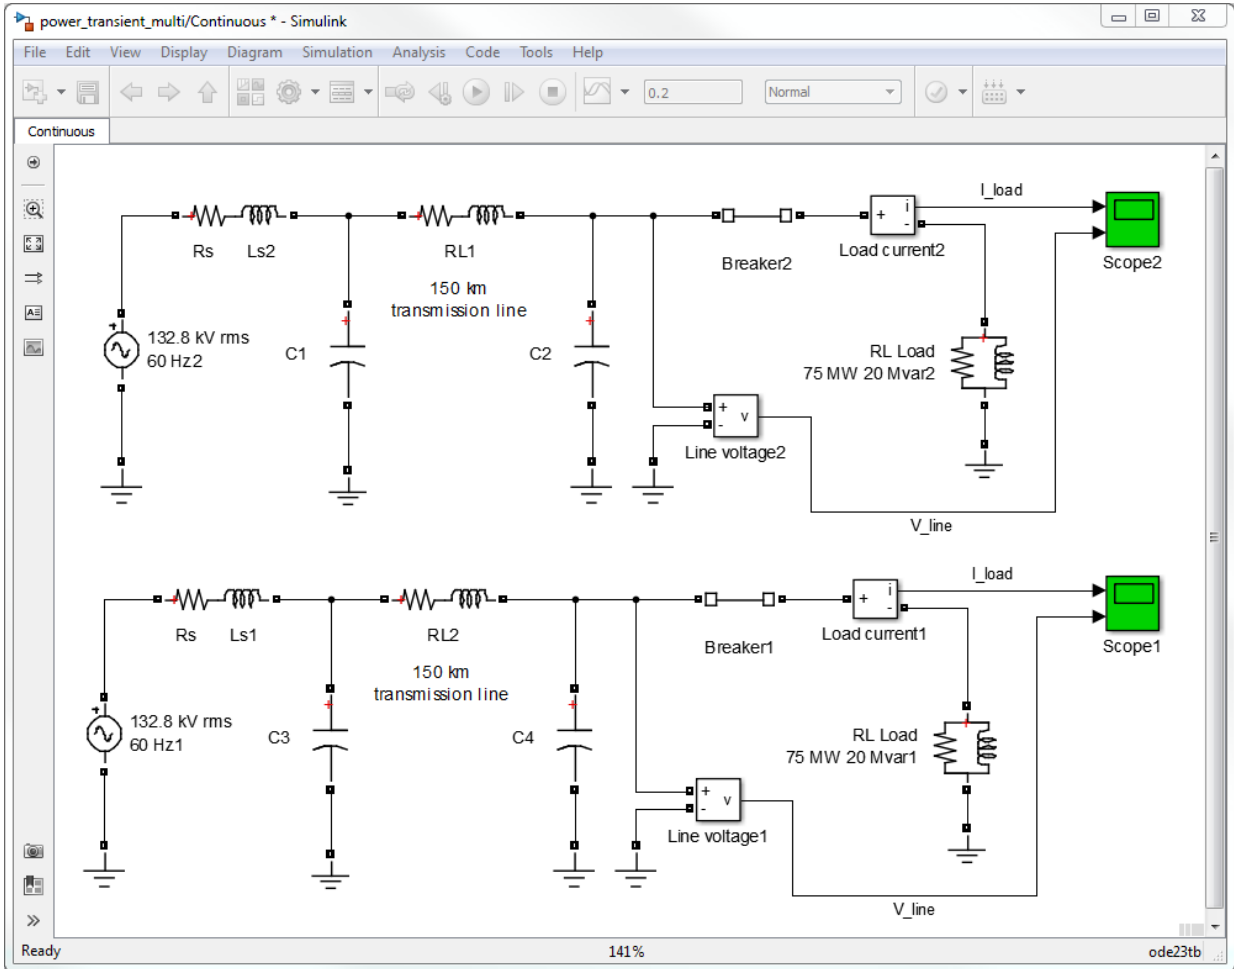 power_transient_multi/Continuous * - Simulink
File Edit View Display Diagram Simulation Analysis Code Tools Help
0.2 Normal
Continuous
I_load
Rs Ls2 RL1 Breaker2 Load current2 Scope2
+ i -
150 km
transmission line
132.8 kV rms
60 Hz2
C1 C2
RL Load
75 MW 20 Mvar2
+ - v
Line voltage2
V_line
I_load
Rs Ls1 RL2 Breaker1 Load current1 Scope1
+ i -
150 km
transmission line
132.8 kV rms
60 Hz1
C3 C4
RL Load
75 MW 20 Mvar1
+ - v
Line voltage1
V_line
Ready 141% ode23tb